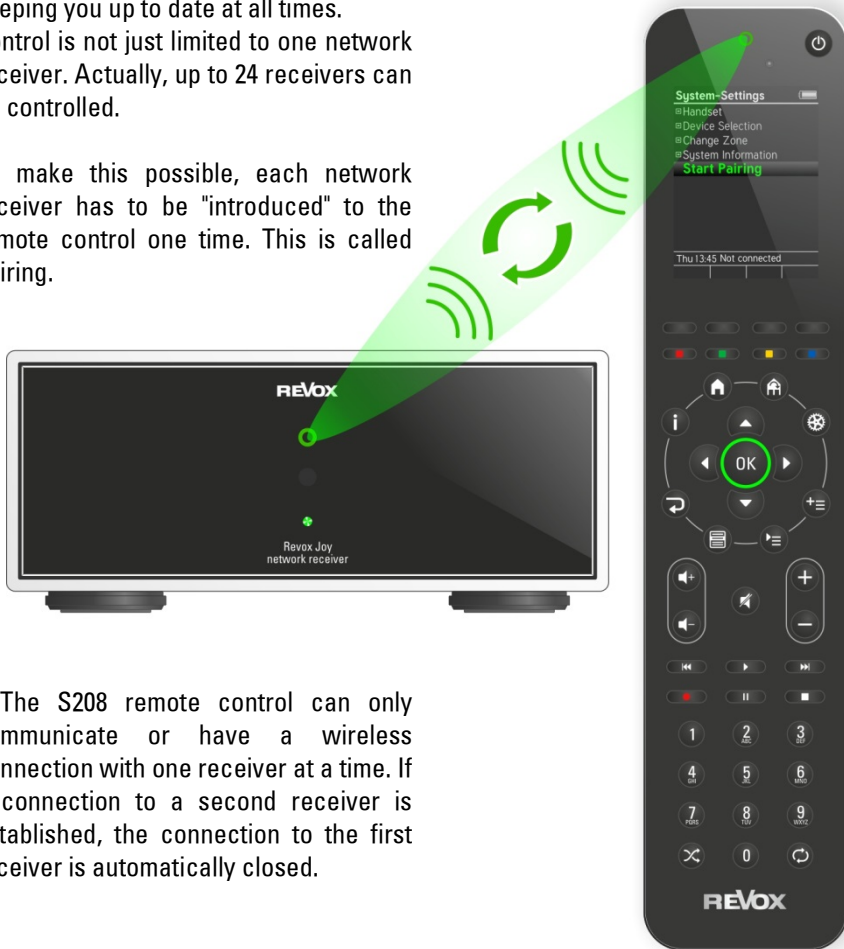 eping you up to date at all times.
ntrol is not just limited to one network
ceiver. Actually, up to 24 receivers can
controlled.
make this possible, each network
ceiver has to be "introduced" to the
mote control one time. This is called
iring.
REVOX
Revox Joy
network receiver
The S208 remote control can only
mmunicate or have a wireless
nnection with one receiver at a time. If
connection to a second receiver is
tablished, the connection to the first
ceiver is automatically closed.
System-Settings
Handset
Device Selection
Change Zone
System Information
Start Pairing
Thu 13:45 Not connected
i
OK
1 2 ABC 3 DEF
4 GHI 5 JKL 6 MNO
7 PQRS 8 TUV 9 WXYZ
0
REVOX